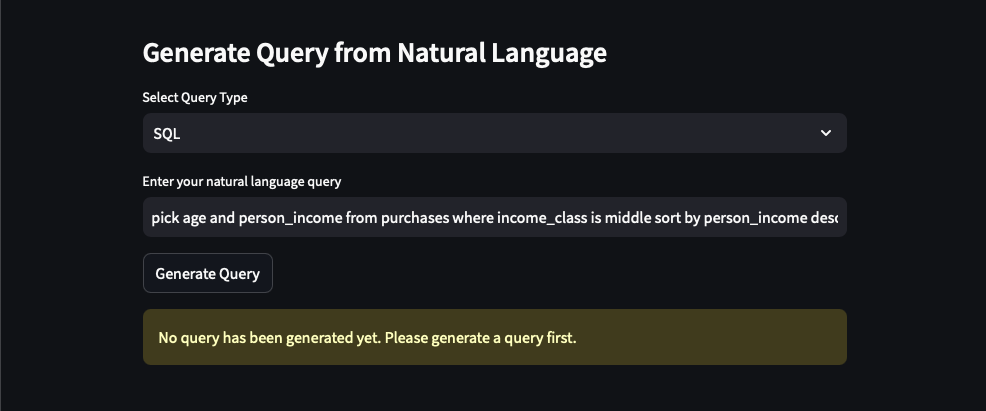 Generate Query from Natural Language
Select Query Type
SQL
Enter your natural language query
pick age and person_income from purchases where income_class is middle sort by person_income desc
Generate Query
No query has been generated yet. Please generate a query first.